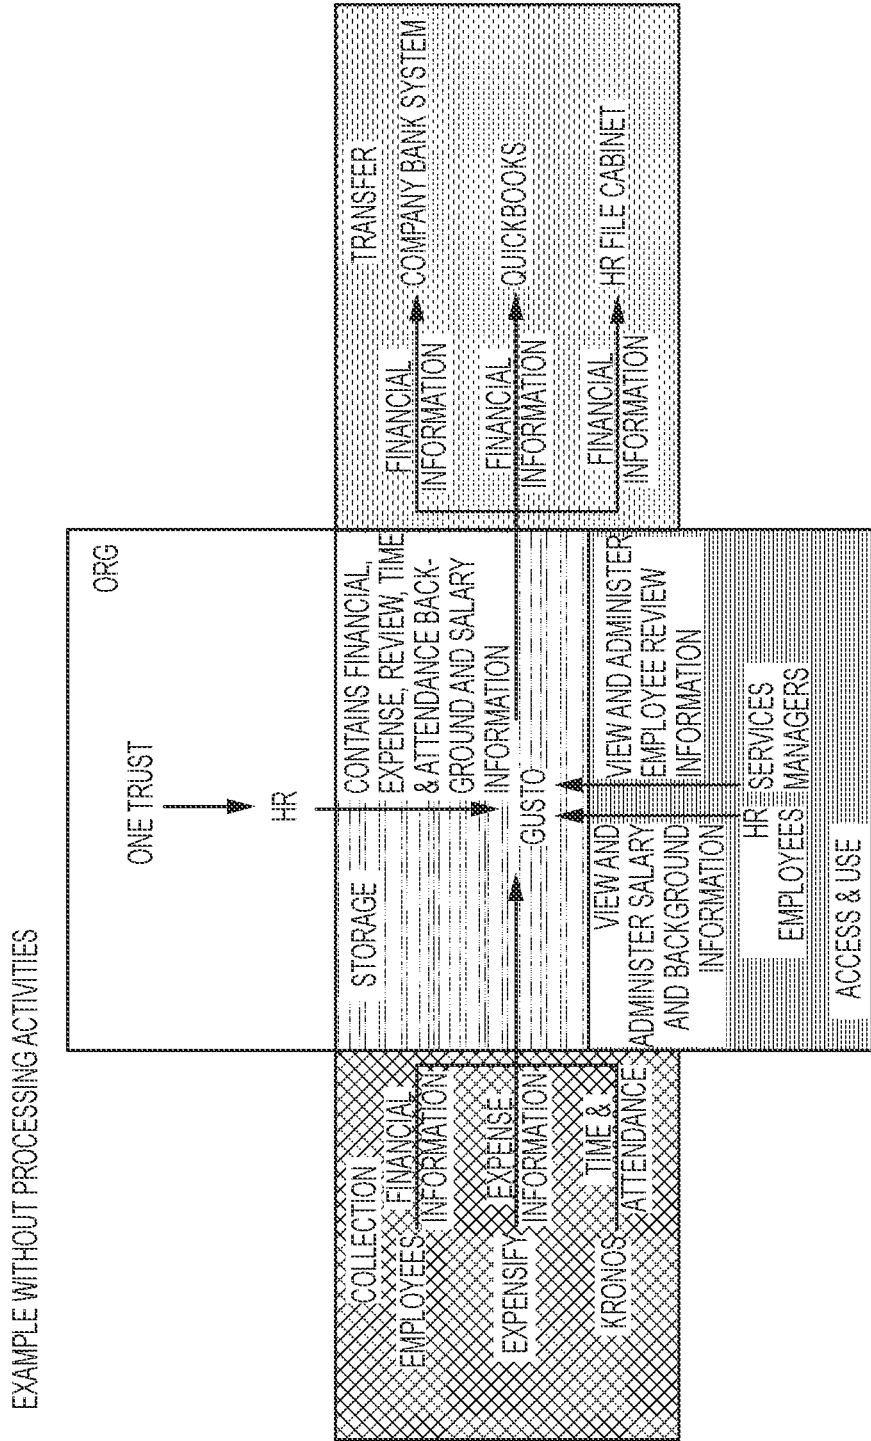 EXAMPLE WITHOUT PROCESSING ACTIVITIES
ORG
ONE TRUST
HR
COLLECTION
EMPLOYEES
FINANCIAL
INFORMATION
EXPENSIFY
EXPENSE
INFORMATION
KRONOS
TIME &
ATTENDANCE
STORAGE
CONTAINS FINANCIAL,
EXPENSE, REVIEW, TIME
& ATTENDANCE BACK-
GROUND AND SALARY
INFORMATION
GUSTO
TRANSFER
FINANCIAL
INFORMATION
COMPANY BANK SYSTEM
FINANCIAL
INFORMATION
QUICKBOOKS
FINANCIAL
INFORMATION
HR FILE CABINET
VIEW AND
ADMINISTER SALARY
AND BACKGROUND
INFORMATION
VIEW AND ADMINISTER
EMPLOYEE REVIEW
INFORMATION
HR
EMPLOYEES
SERVICES
MANAGERS
ACCESS & USE